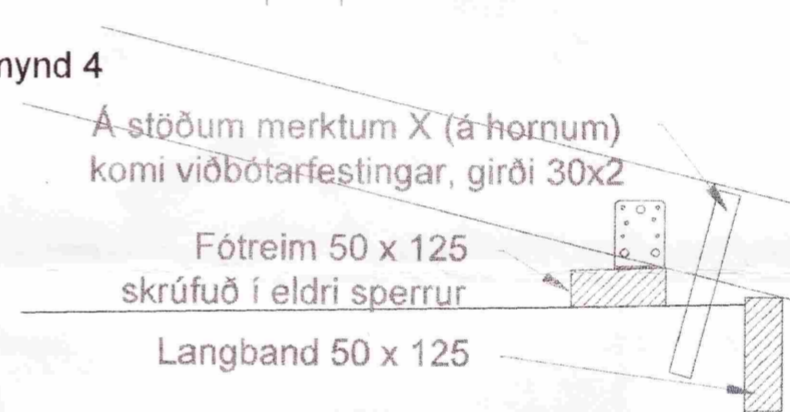 mynd 4
Á stöðum merktum X (á hornum)
komi viðbótarfestingar, girði 30x2
Fótreim 50 x 125
skrúfuð í eldri sperrur
Langband 50 x 125